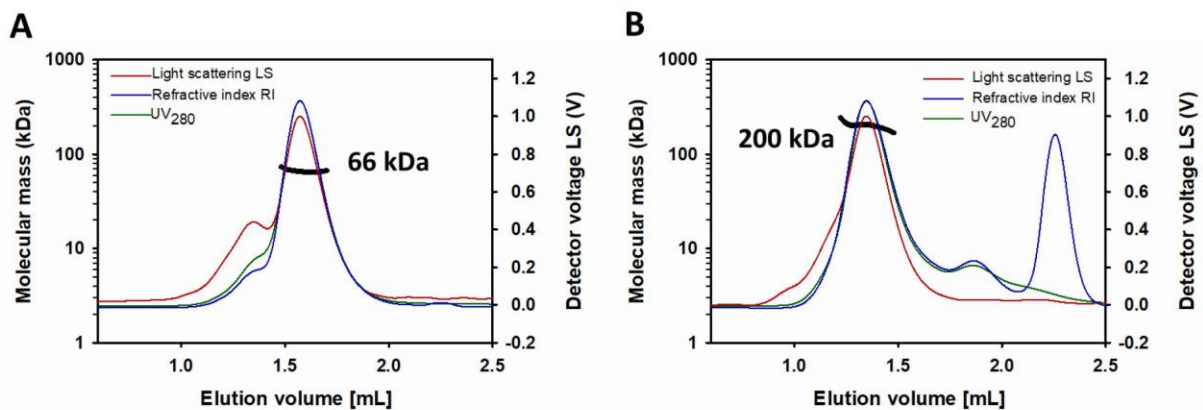 A
1000
100
10
1
Molecular mass (kDa)
Light scattering LS
Refractive index RI
UV280
66 kDa
1.2
1.0
0.8
0.6
0.4
0.2
0.0
-0.2
Detector voltage LS (V)
1.0 1.5 2.0 2.5
Elution volume [mL]
B
1000
100
10
1
Molecular mass (kDa)
Light scattering LS
Refractive index RI
UV280
200 kDa
1.2
1.0
0.8
0.6
0.4
0.2
0.0
-0.2
Detector voltage LS (V)
1.0 1.5 2.0 2.5
Elution volume [mL]